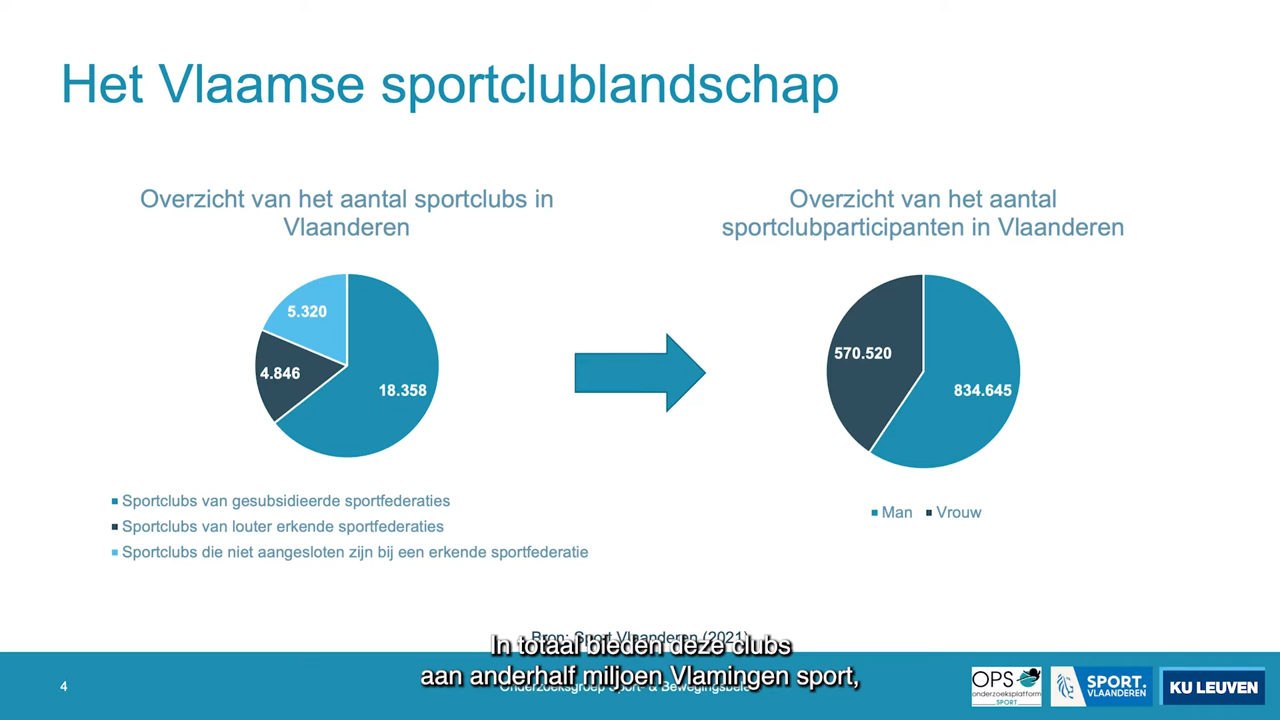 Het Vlaamse sportclublandschap
Overzicht van het aantal sportclubs in
Vlaanderen
5.320
4.846
18.358
Sportclubs van gesubsidieerde sportfederaties
Sportclubs van louter erkende sportfederaties
Sportclubs die niet aangesloten zijn bij een erkende sportfederatie
Overzicht van het aantal
sportclubparticipanten in Vlaanderen
570.520
834.645
Man Vrouw
Bron: Sport Vlaanderen (2021)
In totaal bieden deze clubs
aan anderhalf miljoen Vlamingen sport,
4
Onderzoeksgroep Sport- & Bewegingsbeleid
OPS
onderzoeksplatform
SPORT
SPORT.
VLAANDEREN
KU LEUVEN